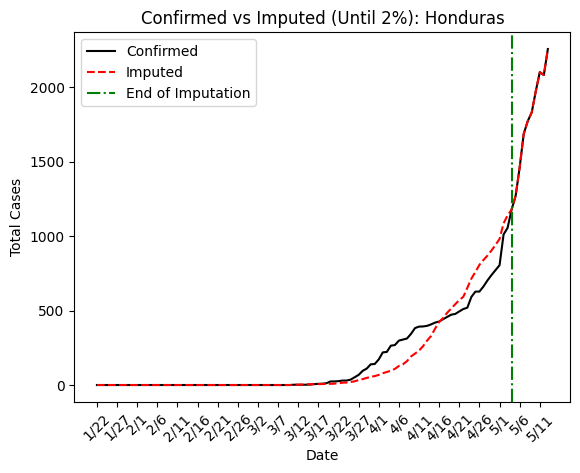 Confirmed vs Imputed (Until 2%): Honduras
Confirmed
Imputed
End of Imputation
Total Cases
2000
1500
1000
500
0
1/22 1/27 2/1 2/6 2/11 2/16 2/21 2/26 3/2 3/7 3/12 3/17 3/22 3/27 4/1 4/6 4/11 4/16 4/21 4/26 5/1 5/6 5/11
Date